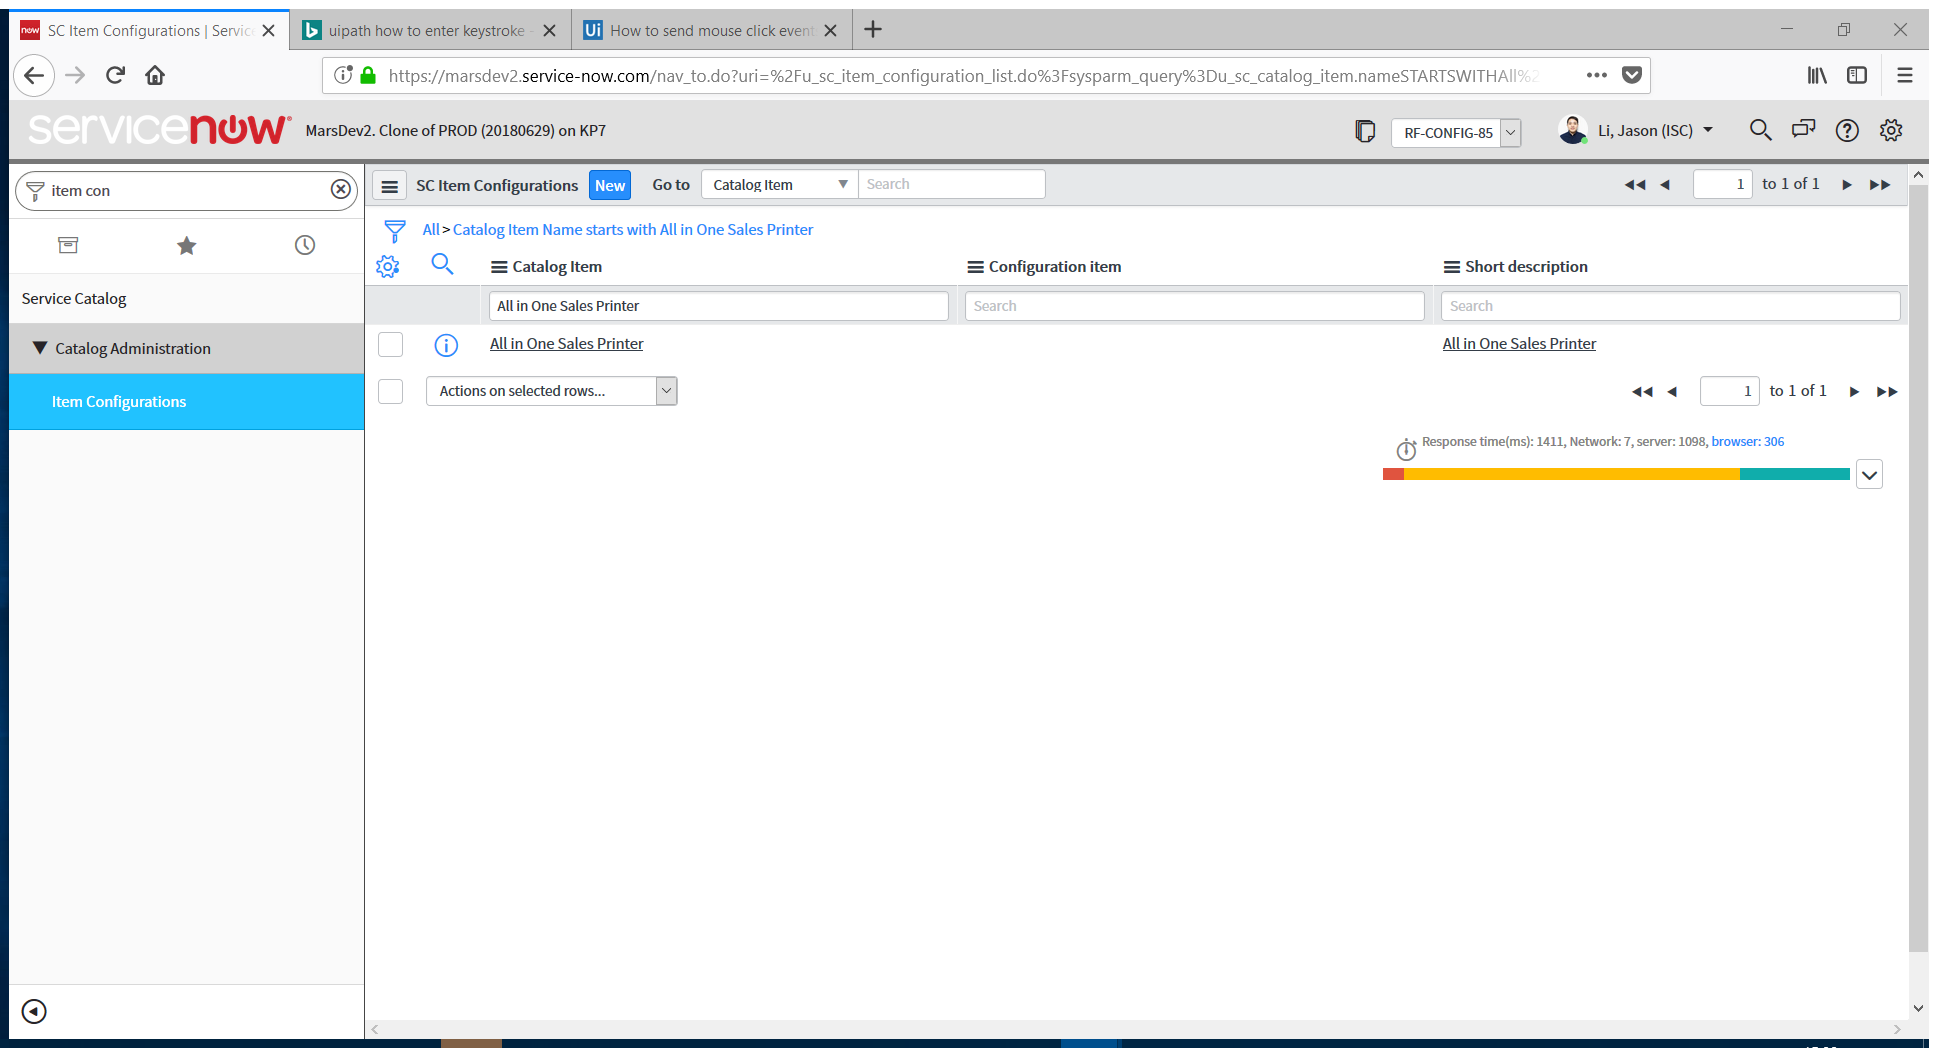 SC Item Configurations | Servic
uipath how to enter keystroke -
Ui How to send mouse click event
https://marsdev2.service-now.com/nav_to.do?uri=%2Fu_sc_item_configuration_list.do%3Fsysparm_query%3Du_sc_catalog_item.nameSTARTSWITHAll%2
servicenow MarsDev2. Clone of PROD (20180629) on KP7 RF-CONFIG-85 Li, Jason (ISC)
item con
SC Item Configurations New Go to Catalog Item Search 1 to 1 of 1
All > Catalog Item Name starts with All in One Sales Printer
Catalog Item Configuration item Short description
Service Catalog
All in One Sales Printer Search Search
Catalog Administration
All in One Sales Printer All in One Sales Printer
Item Configurations
Actions on selected rows... 1 to 1 of 1
Response time(ms): 1411, Network: 7, server: 1098, browser: 306